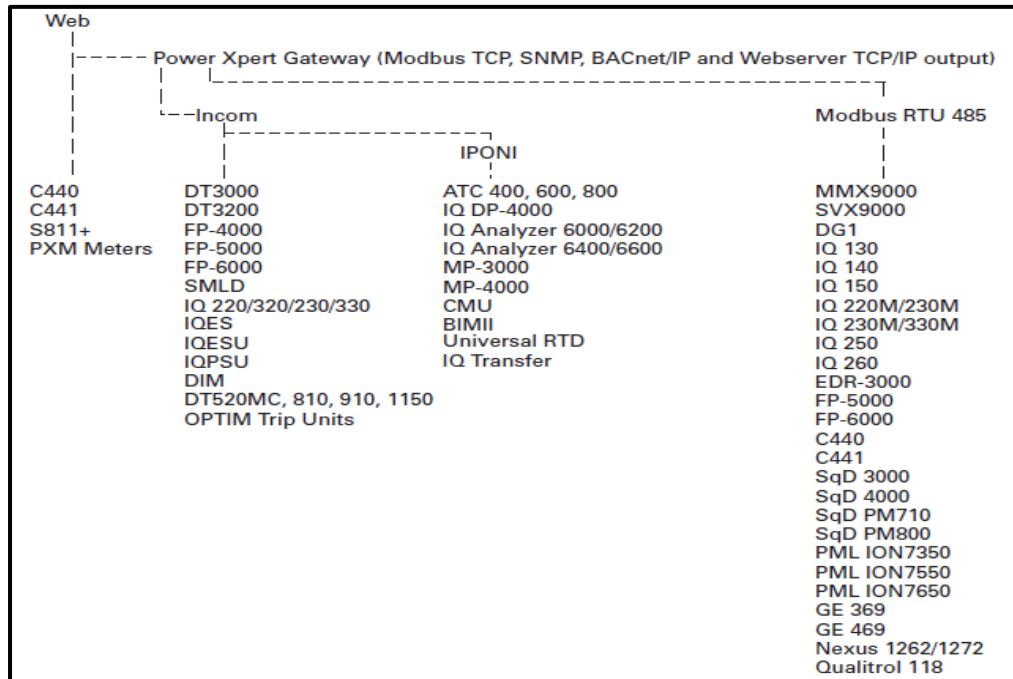 Web
Power Xpert Gateway (Modbus TCP, SNMP, BACnet/IP and Webserver TCP/IP output)
Incom
Modbus RTU 485
IPONI
C440
C441
S811+
PXM Meters
DT3000
DT3200
FP-4000
FP-5000
FP-6000
SMLD
IQ 220/320/230/330
IQES
IQESU
IQPSU
DIM
DT520MC, 810, 910, 1150
OPTIM Trip Units
ATC 400, 600, 800
IQ DP-4000
IQ Analyzer 6000/6200
IQ Analyzer 6400/6600
MP-3000
MP-4000
CMU
BIMII
Universal RTD
IQ Transfer
MMX9000
SVX9000
DG1
IQ 130
IQ 140
IQ 150
IQ 220M/230M
IQ 230M/330M
IQ 250
IQ 260
EDR-3000
FP-5000
FP-6000
C440
C441
SqD 3000
SqD 4000
SqD PM710
SqD PM800
PML ION7350
PML ION7550
PML ION7650
GE 369
GE 469
Nexus 1262/1272
Qualitrol 118